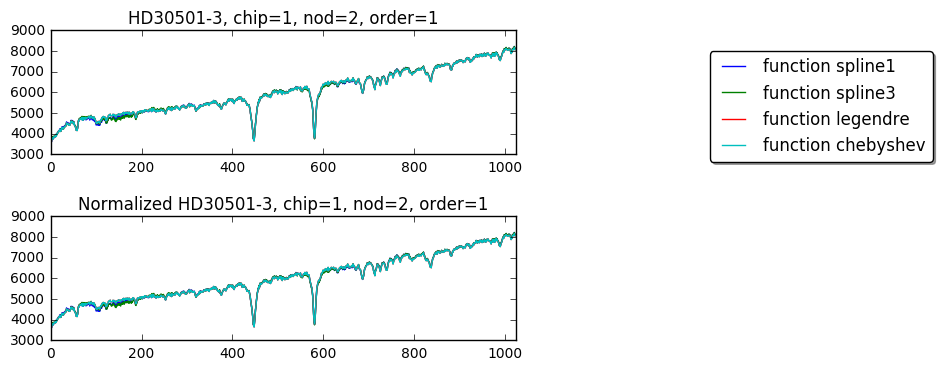 HD30501-3, chip=1, nod=2, order=1
9000
8000
7000
6000
5000
4000
3000
0 200 400 600 800 1000
function spline1
function spline3
function legendre
function chebyshev
Normalized HD30501-3, chip=1, nod=2, order=1
9000
8000
7000
6000
5000
4000
3000
0 200 400 600 800 1000